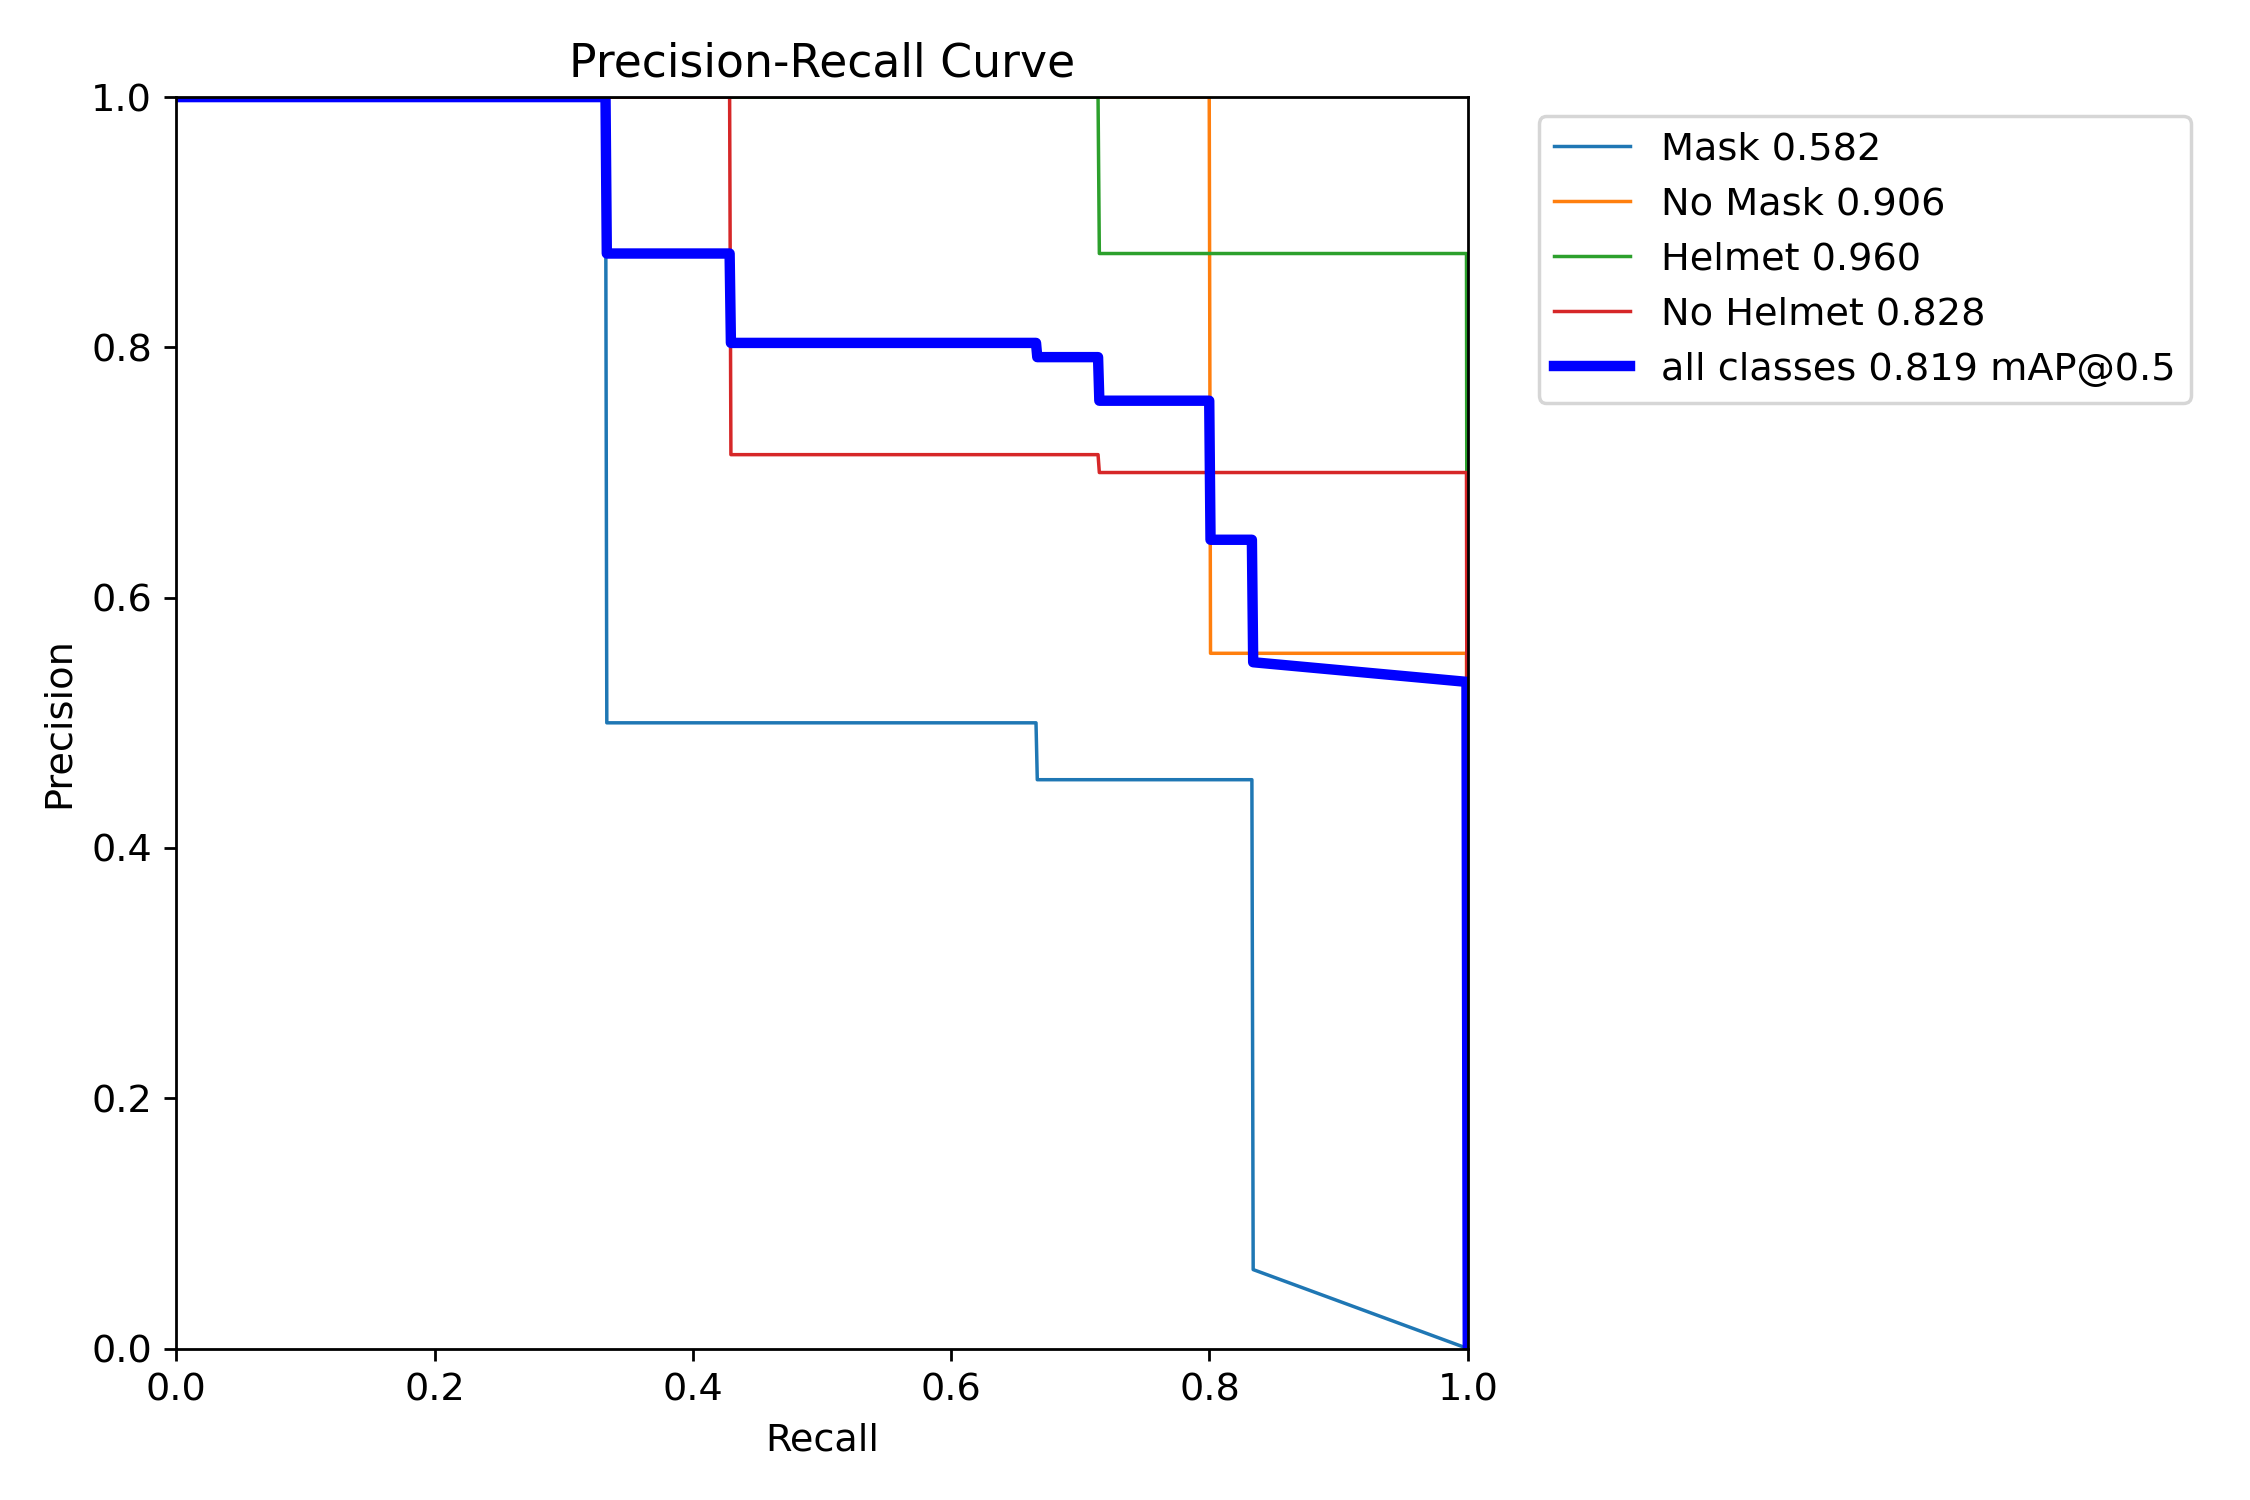 Precision-Recall Curve
1.0
0.8
0.6
0.4
0.2
0.0
Precision
0.0 0.2 0.4 0.6 0.8 1.0
Recall
Mask 0.582
No Mask 0.906
Helmet 0.960
No Helmet 0.828
all classes 0.819 mAP@0.5